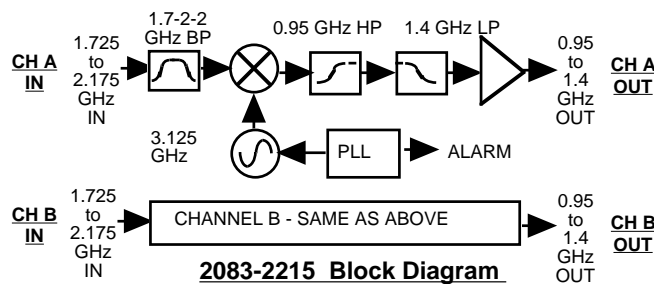 1.7-2-2
GHz BP
0.95 GHz HP
1.4 GHz LP
CH A
IN
1.725
to
2.175
GHz
IN
0.95
to
1.4
GHz
OUT
CH A
OUT
3.125
GHz
PLL
ALARM
CH B
IN
1.725
to
2.175
GHz
IN
CHANNEL B - SAME AS ABOVE
0.95
to
1.4
GHz
OUT
CH B
OUT
2083-2215 Block Diagram